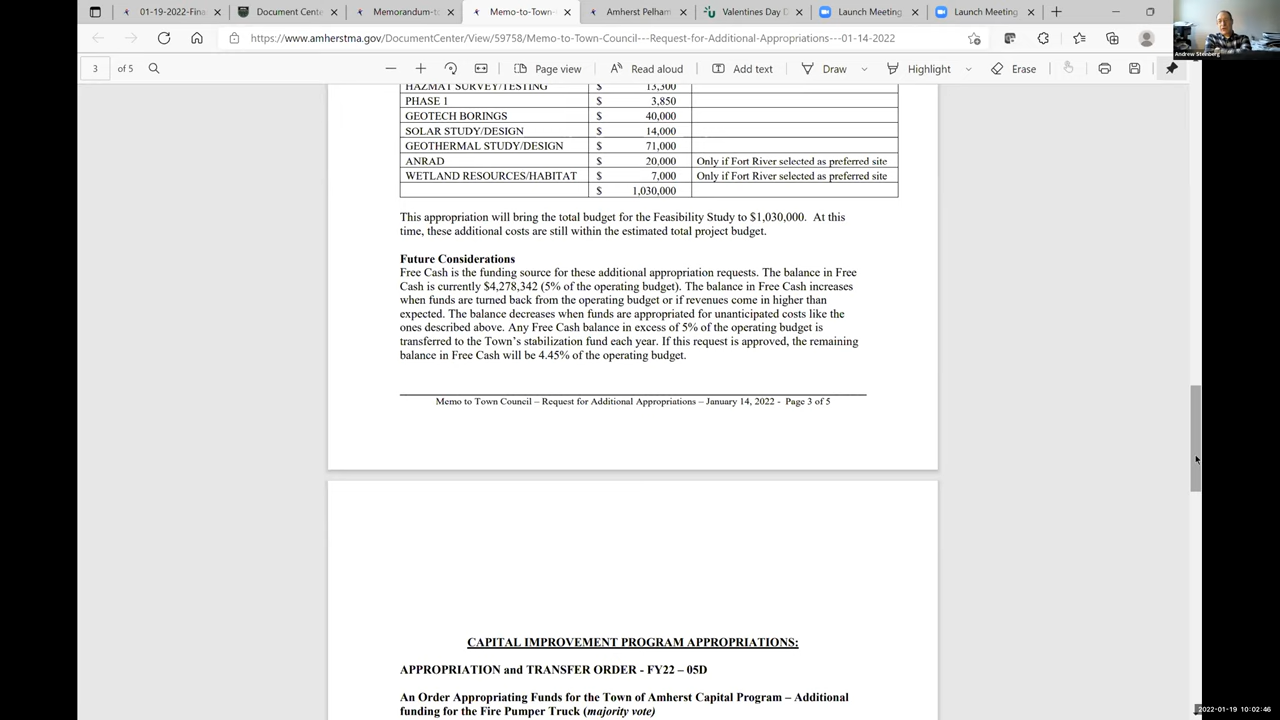 01-19-2022-Fina
Document Cente
Memorandum-to
Memo-to-Town-
Amherst Pelham
Valentines Day D
Launch Meeting
Launch Meeting
https://www.amherstma.gov/DocumentCenter/View/59758/Memo-to-Town-Council---Request-for-Additional-Appropriations---01-14-2022
Andrew Steinberg
3 of 5
Page view
Read aloud
Add text
Draw
Highlight
Erase
HAZMAT SURVEY/TESTING $ 13,300
PHASE 1 $ 3,850
GEOTECH BORINGS $ 40,000
SOLAR STUDY/DESIGN $ 14,000
GEOTHERMAL STUDY/DESIGN $ 71,000
ANRAD $ 20,000 Only if Fort River selected as preferred site
WETLAND RESOURCES/HABITAT $ 7,000 Only if Fort River selected as preferred site
$ 1,030,000
This appropriation will bring the total budget for the Feasibility Study to $1,030,000. At this
time, these additional costs are still within the estimated total project budget.
Future Considerations
Free Cash is the funding source for these additional appropriation requests. The balance in Free
Cash is currently $4,278,342 (5% of the operating budget). The balance in Free Cash increases
when funds are turned back from the operating budget or if revenues come in higher than
expected. The balance decreases when funds are appropriated for unanticipated costs like the
ones described above. Any Free Cash balance in excess of 5% of the operating budget is
transferred to the Town's stabilization fund each year. If this request is approved, the remaining
balance in Free Cash will be 4.45% of the operating budget.
Memo to Town Council – Request for Additional Appropriations – January 14, 2022 - Page 3 of 5
CAPITAL IMPROVEMENT PROGRAM APPROPRIATIONS:
APPROPRIATION and TRANSFER ORDER - FY22 – 05D
An Order Appropriating Funds for the Town of Amherst Capital Program – Additional
funding for the Fire Pumper Truck (majority vote)
2022-01-19 10:02:46